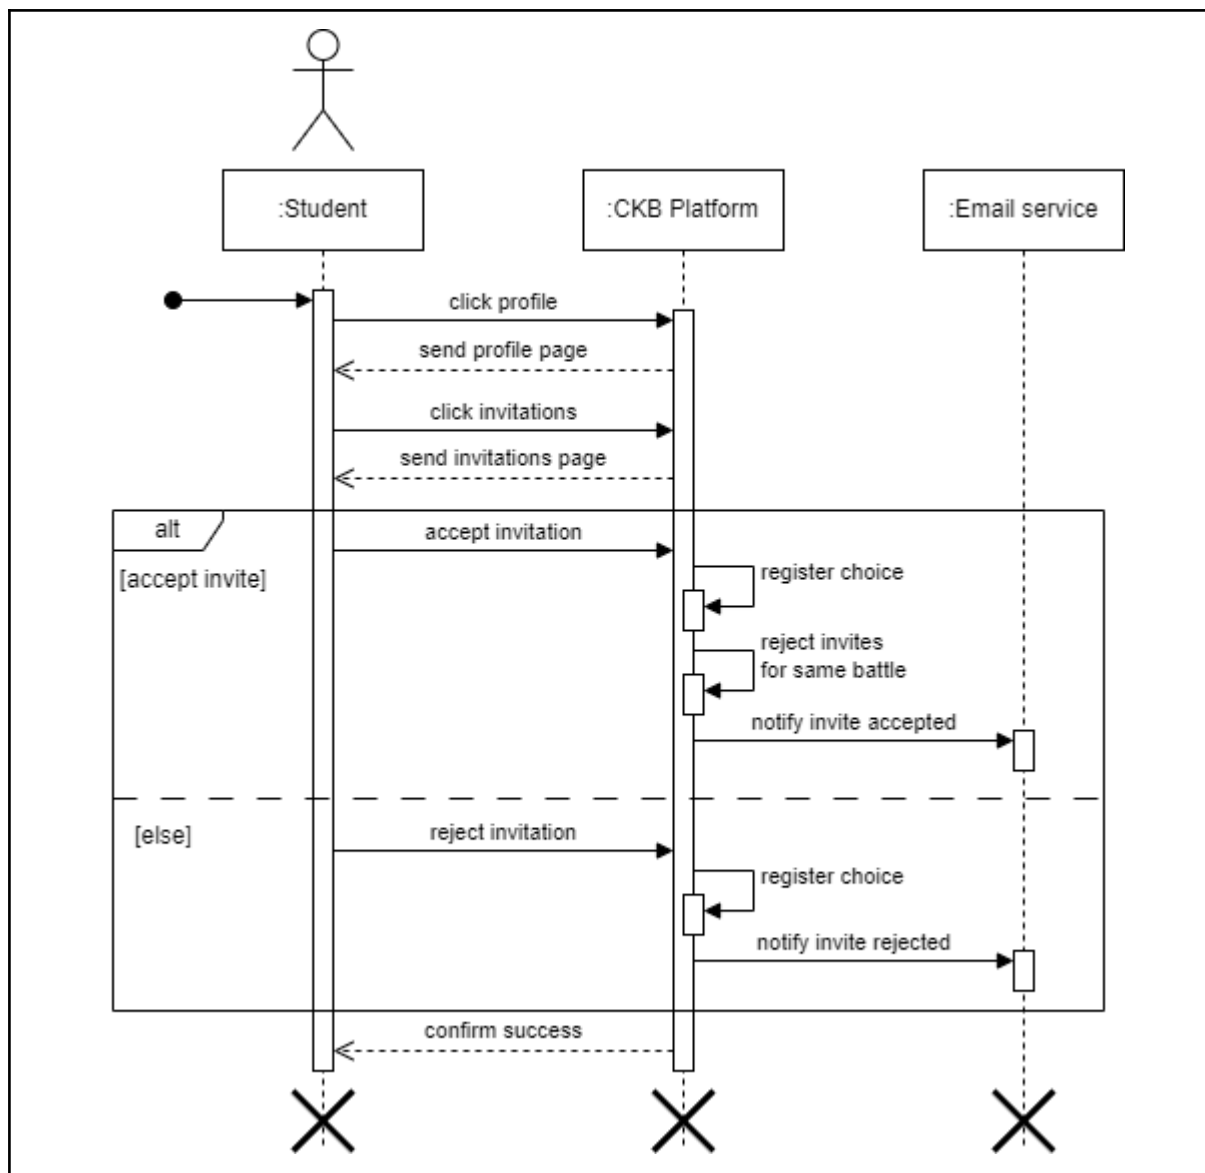 :Student
:CKB Platform
:Email service
click profile
send profile page
click invitations
send invitations page
alt
accept invitation
[accept invite]
register choice
reject invites
for same battle
notify invite accepted
[else]
reject invitation
register choice
notify invite rejected
confirm success